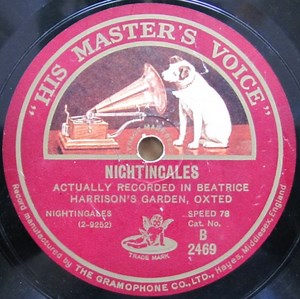 "HIS MASTER'S VOICE"
NIGHTINGALES
ACTUALLY RECORDED IN BEATRICE
HARRISON'S GARDEN, OXTED
NIGHTINGALES
(2-9252)
SPEED 78
Cat. No.
B
2469
TRADE MARK
Record manufactured by THE GRAMOPHONE CO., LTD., Hayes, Middlesex, England